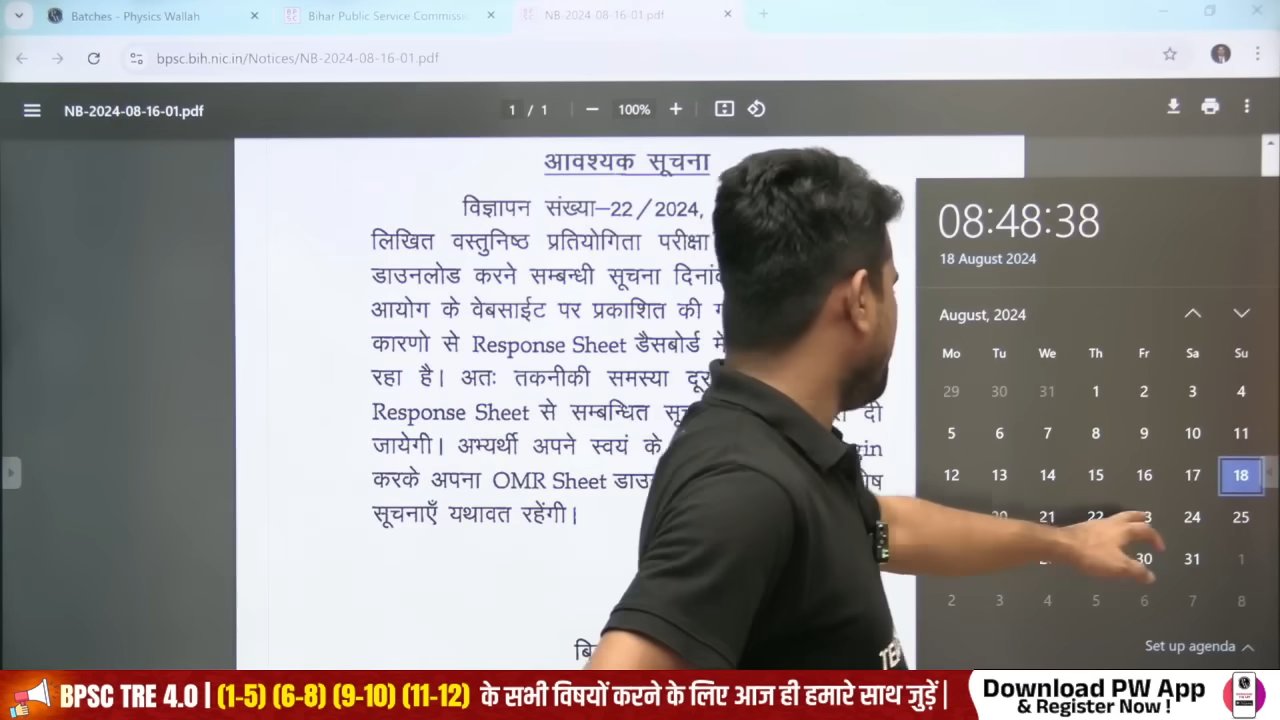 Batches - Physics Wallah
Bihar Public Service Commissi
NB-2024-08-16-01.pdf
bpsc.bih.nic.in/Notices/NB-2024-08-16-01.pdf
NB-2024-08-16-01.pdf
1 / 1
100%
आवश्यक सूचना
विज्ञापन संख्या–22/2024,
लिखित वस्तुनिष्ठ प्रतियोगिता परीक्षा
डाउनलोड करने सम्बन्धी सूचना
आयोग के वेबसाईट पर प्रकाशित की
कारणो से Response Sheet डैसबोर्ड
रहा है। अतः तकनीकी समस्या
Response Sheet से सम्बन्धित दी
जायेगी। अभ्यर्थी अपने स्वयं के
करके अपना OMR Sheet
सूचनाएँ यथावत रहेंगी।
08:48:38
18 August 2024
August, 2024
Mo Tu We Th Fr Sa Su
29 30 31 1 2 3 4
5 6 7 8 9 10 11
12 13 14 15 16 17 18
20 21 22 24 25
30 31 1
2 3 4 5 6 7 8
Set up agenda
BPSC TRE 4.0 | (1-5) (6-8) (9-10) (11-12) के सभी विषयों करने के लिए आज ही हमारे साथ जुड़ें |
Download PW App
& Register Now !